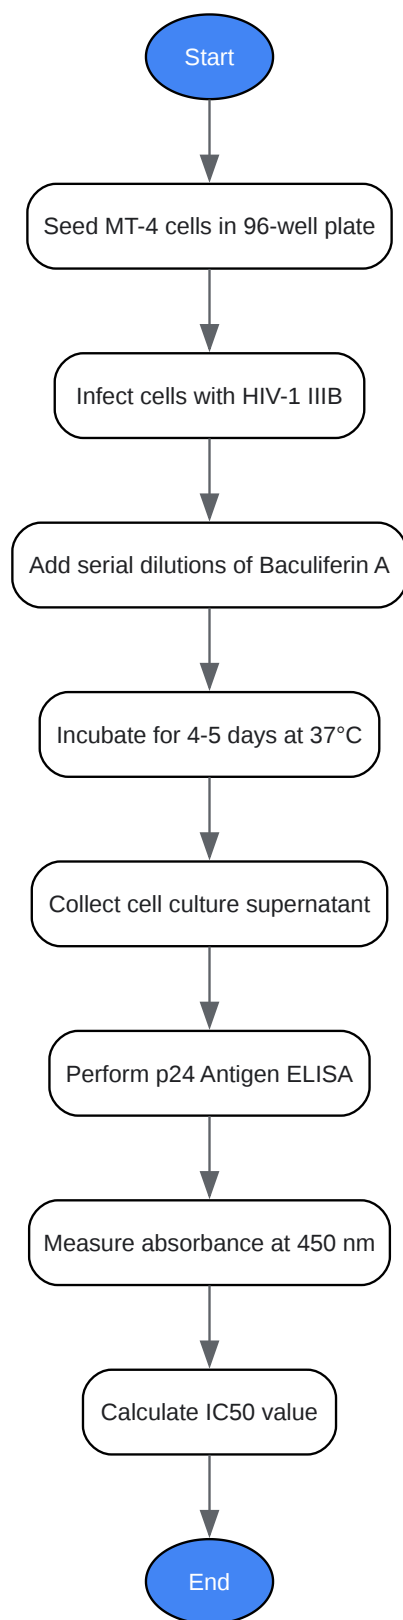 Start
Seed MT-4 cells in 96-well plate
Infect cells with HIV-1 IIIB
Add serial dilutions of Baculiferin A
Incubate for 4-5 days at 37°C
Collect cell culture supernatant
Perform p24 Antigen ELISA
Measure absorbance at 450 nm
Calculate IC50 value
End